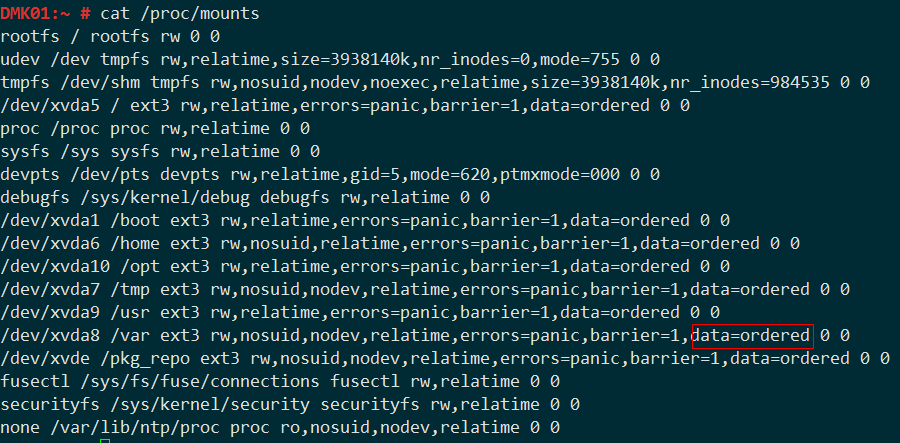 DMK01:~ # cat /proc/mounts
rootfs / rootfs rw 0 0
udev /dev tmpfs rw,relatime,size=3938140k,nr_inodes=0,mode=755 0 0
tmpfs /dev/shm tmpfs rw,nosuid,nodev,noexec,relatime,size=3938140k,nr_inodes=984535 0 0
/dev/xvda5 / ext3 rw,relatime,errors=panic,barrier=1,data=ordered 0 0
proc /proc proc rw,relatime 0 0
sysfs /sys sysfs rw,relatime 0 0
devpts /dev/pts devpts rw,relatime,gid=5,mode=620,ptmxmode=000 0 0
debugfs /sys/kernel/debug debugfs rw,relatime 0 0
/dev/xvda1 /boot ext3 rw,relatime,errors=panic,barrier=1,data=ordered 0 0
/dev/xvda6 /home ext3 rw,nosuid,relatime,errors=panic,barrier=1,data=ordered 0 0
/dev/xvda10 /opt ext3 rw,relatime,errors=panic,barrier=1,data=ordered 0 0
/dev/xvda7 /tmp ext3 rw,nosuid,nodev,relatime,errors=panic,barrier=1,data=ordered 0 0
/dev/xvda9 /usr ext3 rw,relatime,errors=panic,barrier=1,data=ordered 0 0
/dev/xvda8 /var ext3 rw,nosuid,nodev,relatime,errors=panic,barrier=1,data=ordered 0 0
/dev/xvde /pkg_repo ext3 rw,nosuid,nodev,relatime,errors=panic,barrier=1,data=ordered 0 0
fusectl /sys/fs/fuse/connections fusectl rw,relatime 0 0
securityfs /sys/kernel/security securityfs rw,relatime 0 0
none /var/lib/ntp/proc proc ro,nosuid,nodev,relatime 0 0